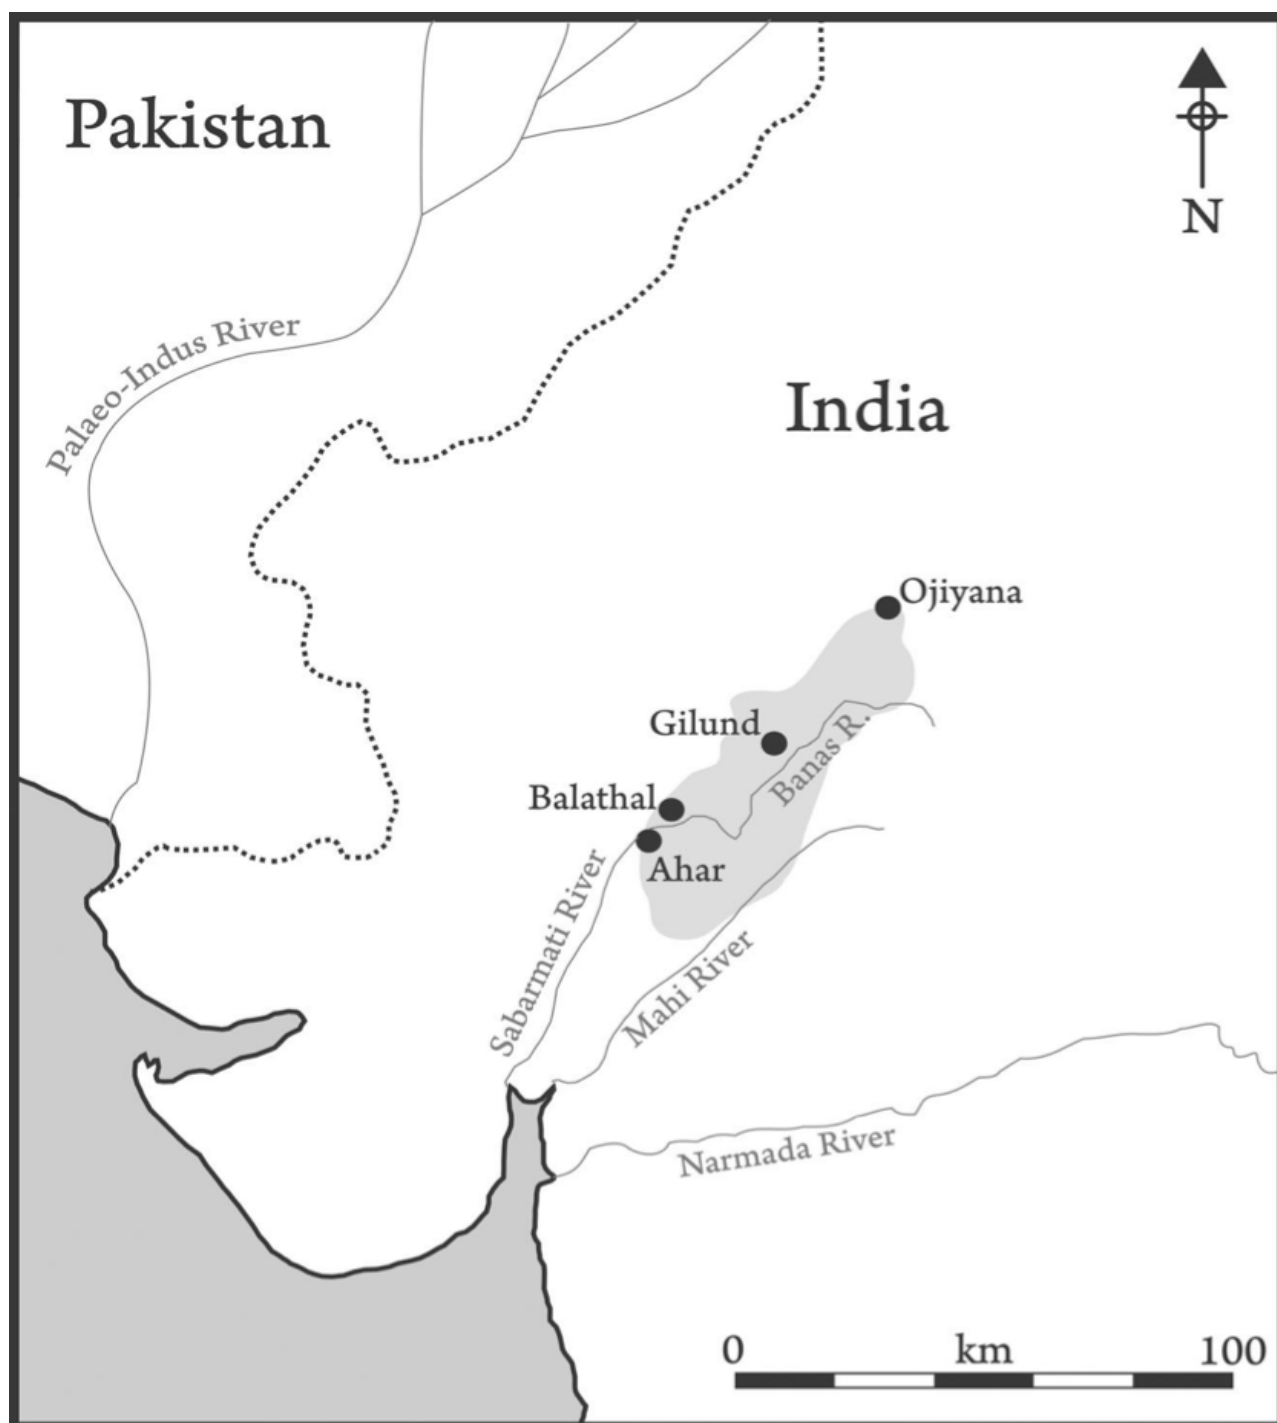 Pakistan
N
Palaeo-Indus River
India
Ojiyana
Gilund
Banas R.
Balathal
Ahar
Sabarmati River
Mahi River
Narmada River
0 km 100